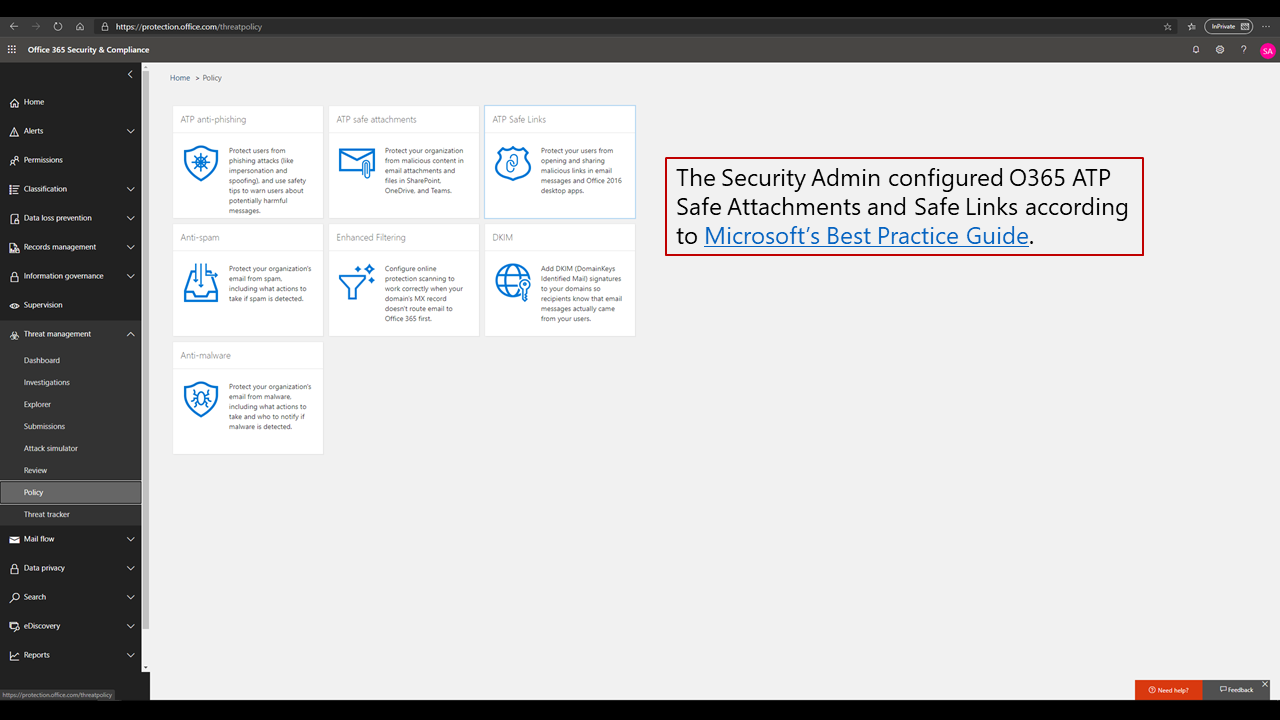 https://protection.office.com/threatpolicy
InPrivate
Office 365 Security & Compliance
SA
Home
Alerts
Permissions
Classification
Data loss prevention
Records management
Information governance
Supervision
Threat management
Dashboard
Investigations
Explorer
Submissions
Attack simulator
Review
Policy
Threat tracker
Mail flow
Data privacy
Search
eDiscovery
Reports
https://protection.office.com/threatpolicy
Home > Policy
ATP anti-phishing
Protect users from
phishing attacks (like
impersonation and
spoofing), and use safety
tips to warn users about
potentially harmful
messages.
ATP safe attachments
Protect your organization
from malicious content in
email attachments and
files in SharePoint,
OneDrive, and Teams.
ATP Safe Links
Protect your users from
opening and sharing
malicious links in email
messages and Office 2016
desktop apps.
Anti-spam
Protect your organization's
email from spam,
including what actions to
take if spam is detected.
Enhanced Filtering
Configure online
protection scanning to
work correctly when your
domain's MX record
doesn't route email to
Office 365 first.
DKIM
Add DKIM (DomainKeys
Identified Mail) signatures
to your domains so
recipients know that email
messages actually came
from your users.
Anti-malware
Protect your organization's
email from malware,
including what actions to
take and who to notify if
malware is detected.
The Security Admin configured O365 ATP
Safe Attachments and Safe Links according
to Microsoft's Best Practice Guide.
Need help?
Feedback